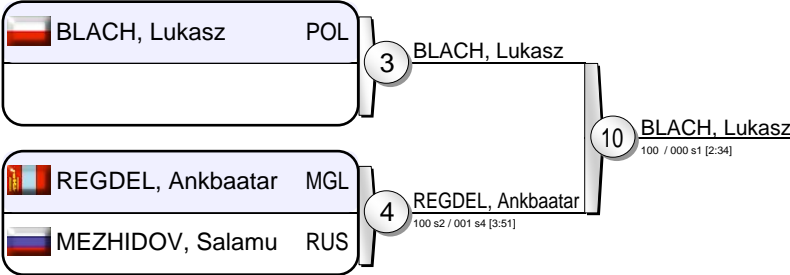 BLACH, Lukasz POL
3
BLACH, Lukasz
10
BLACH, Lukasz
100 / 000 s1 [2:34]
REGDEL, Ankbaatar MGL
4
REGDEL, Ankbaatar
100 s2 / 001 s4 [3:51]
MEZHIDOV, Salamu RUS